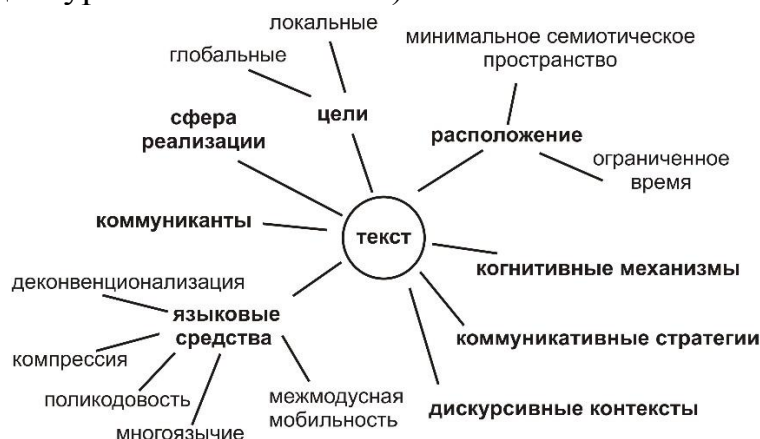 локальные
глобальные
минимальное семиотическое
пространство
цели
сфера
реализации
расположение
ограниченное
время
коммуниканты
текст
когнитивные механизмы
деконвенционализация
языковые
средства
коммуникативные стратегии
компрессия
поликодовость
межмодусная
мобильность
дискурсивные контексты
многоязычие